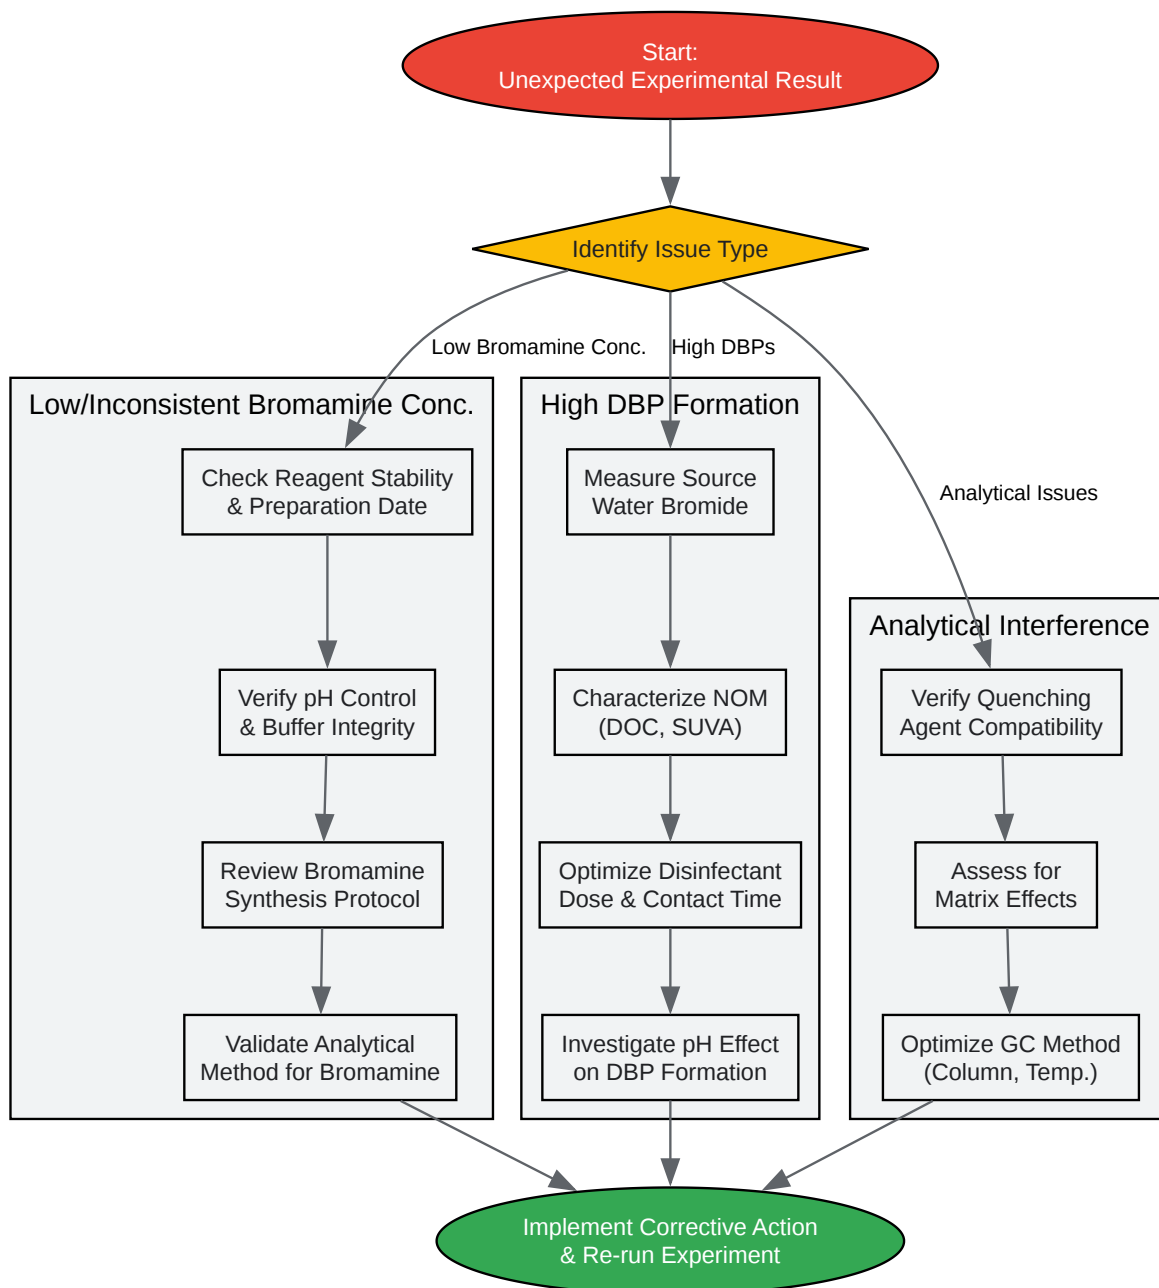 Start:
Unexpected Experimental Result
Identify Issue Type
Low Bromamine Conc.
High DBPs
Analytical Issues
Low/Inconsistent Bromamine Conc.
Check Reagent Stability
& Preparation Date
Verify pH Control
& Buffer Integrity
Review Bromamine
Synthesis Protocol
Validate Analytical
Method for Bromamine
High DBP Formation
Measure Source
Water Bromide
Characterize NOM
(DOC, SUVA)
Optimize Disinfectant
Dose & Contact Time
Investigate pH Effect
on DBP Formation
Analytical Interference
Verify Quenching
Agent Compatibility
Assess for
Matrix Effects
Optimize GC Method
(Column, Temp.)
Implement Corrective Action
& Re-run Experiment